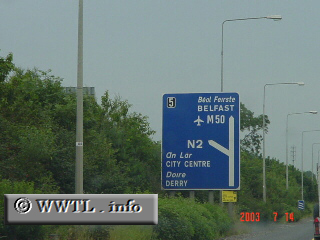 5
Béal Feirste
BELFAST
M50
N2
An Lár
CITY CENTRE
Doire
DERRY
© WWTL.info
2003 7 14